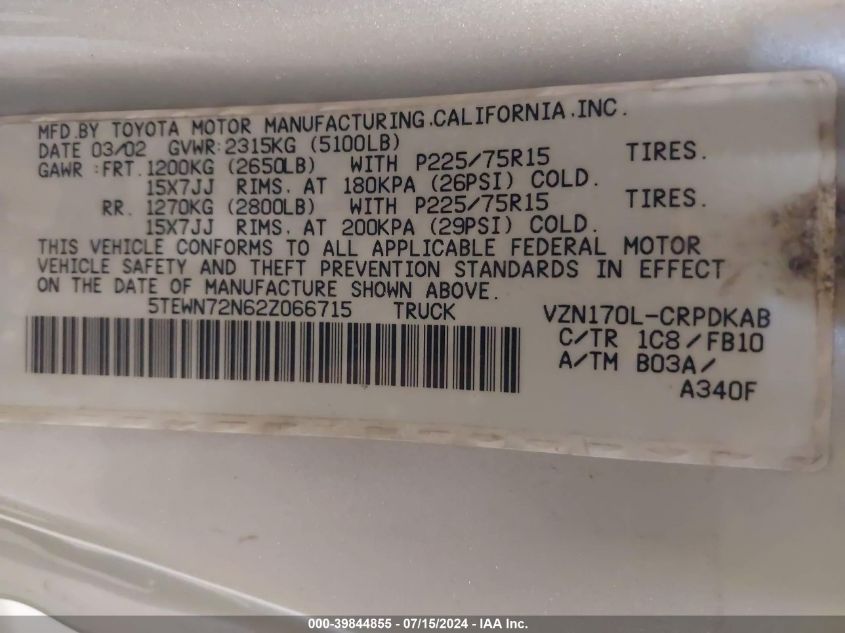 MFD.BY TOYOTA MOTOR MANUFACTURING.CALIFORNIA.INC.
DATE 03/02 GVWR:2315KG (5100LB)
GAWR :FRT.1200KG (2650LB) WITH P225/75R15 TIRES.
15X7JJ RIMS. AT 180KPA (26PSI) COLD.
RR. 1270KG (2800LB) WITH P225/75R15 TIRES.
15X7JJ RIMS. AT 200KPA (29PSI) COLD.
THIS VEHICLE CONFORMS TO ALL APPLICABLE FEDERAL MOTOR
VEHICLE SAFETY AND THEFT PREVENTION STANDARDS IN EFFECT
ON THE DATE OF MANUFACTURE SHOWN ABOVE.
5TEWN72N62Z066715 TRUCK VZN170L-CRPDKAB
C/TR 1C8/FB10
A/TM B03A/
A340F
000-39844855 - 07/15/2024 - IAA Inc.